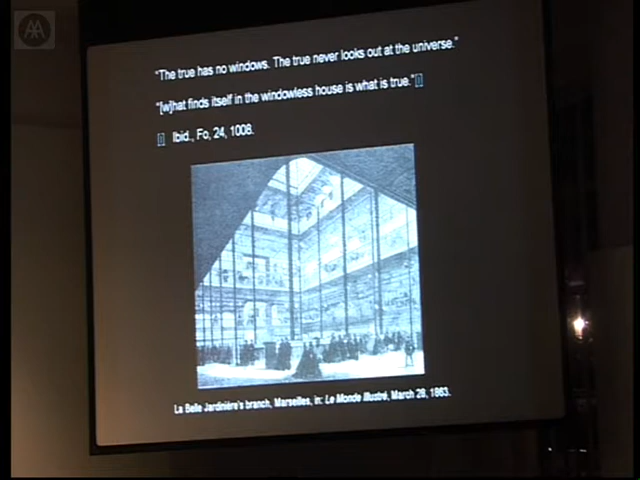 AA
"The true has no windows. The true never looks out at the universe."
"[w]hat finds itself in the windowless house is what is true."[]
[] Ibid., Fo, 24, 1008.
La Belle Jardinière's branch, Marseilles, in: Le Monde Illustré, March 28, 1863.